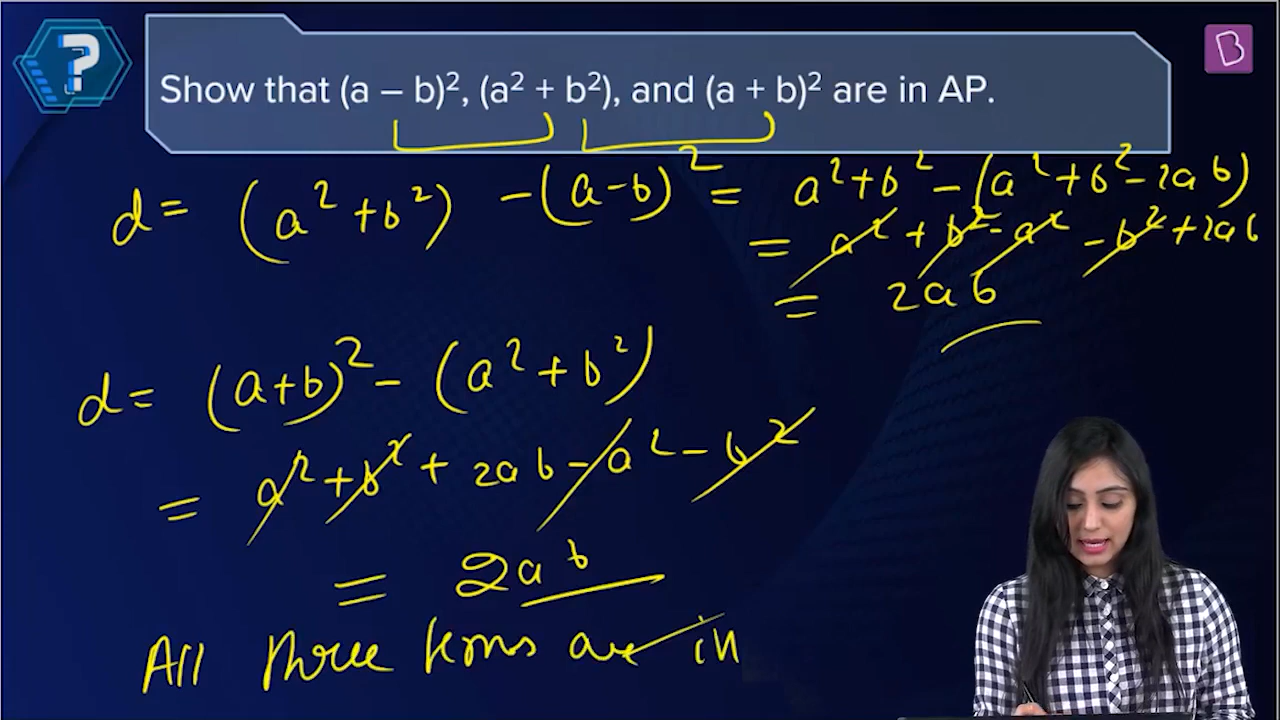 ?
B
Show that (a – b)², (a² + b²), and (a + b)² are in AP.
d = (a² + b²) - (a - b)² = a² + b² - (a² + b² - 2ab)
= a² + b² - a² - b² + 2ab
= 2ab
d = (a + b)² - (a² + b²)
= a² + b² + 2ab - a² - b²
= 2ab
All three terms are in